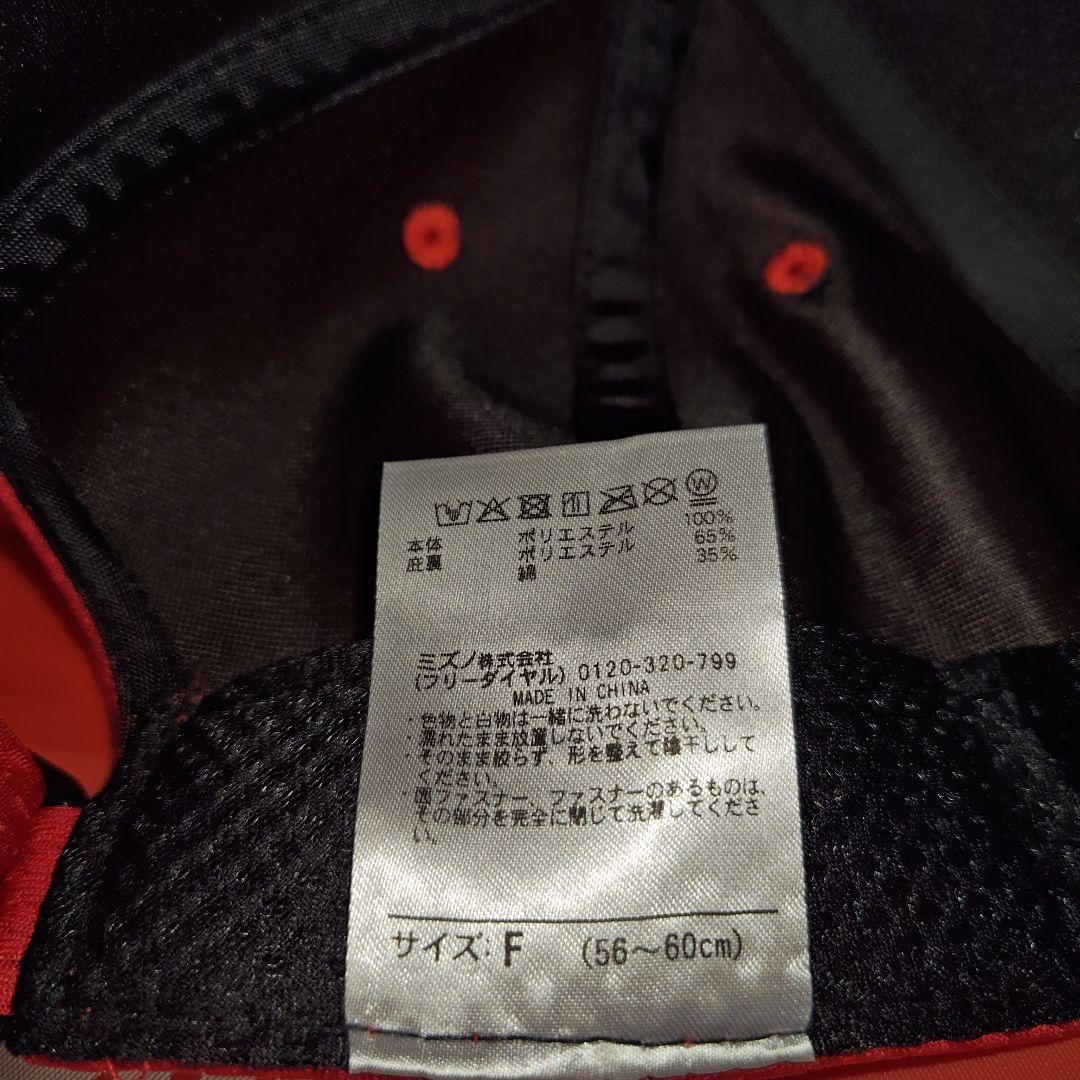 W
本体 ポリエステル 100%
庇裏 ポリエステル 65%
綿 35%
ミズノ株式会社
(フリーダイヤル) 0120-320-799
MADE IN CHINA
・色物と白物は一緒に洗わないでください。
・濡れたまま放置しないでください。
・そのまま絞らず、形を整えて陰干しして
ください。
・面ファスナー、ファスナーのあるものは、
その部分を完全に閉じて洗濯してくださ
い。
サイズ: F (56～60cm)